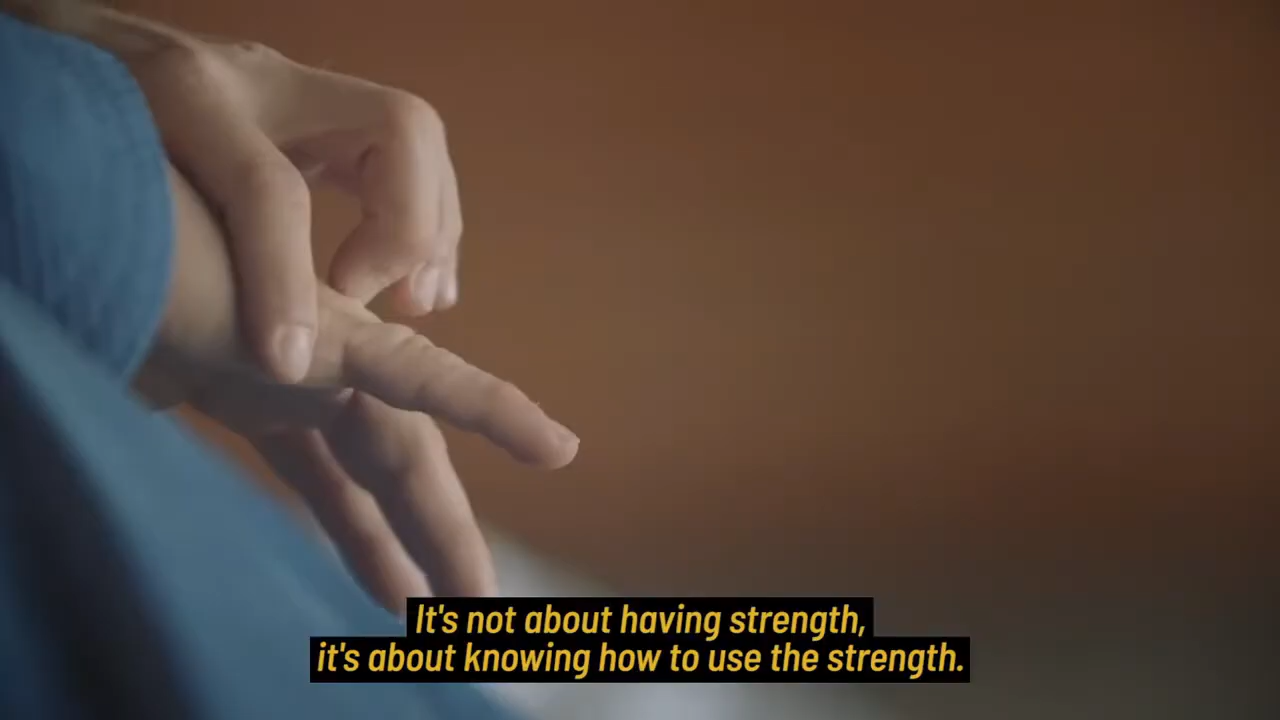 It's not about having strength,
it's about knowing how to use the strength.